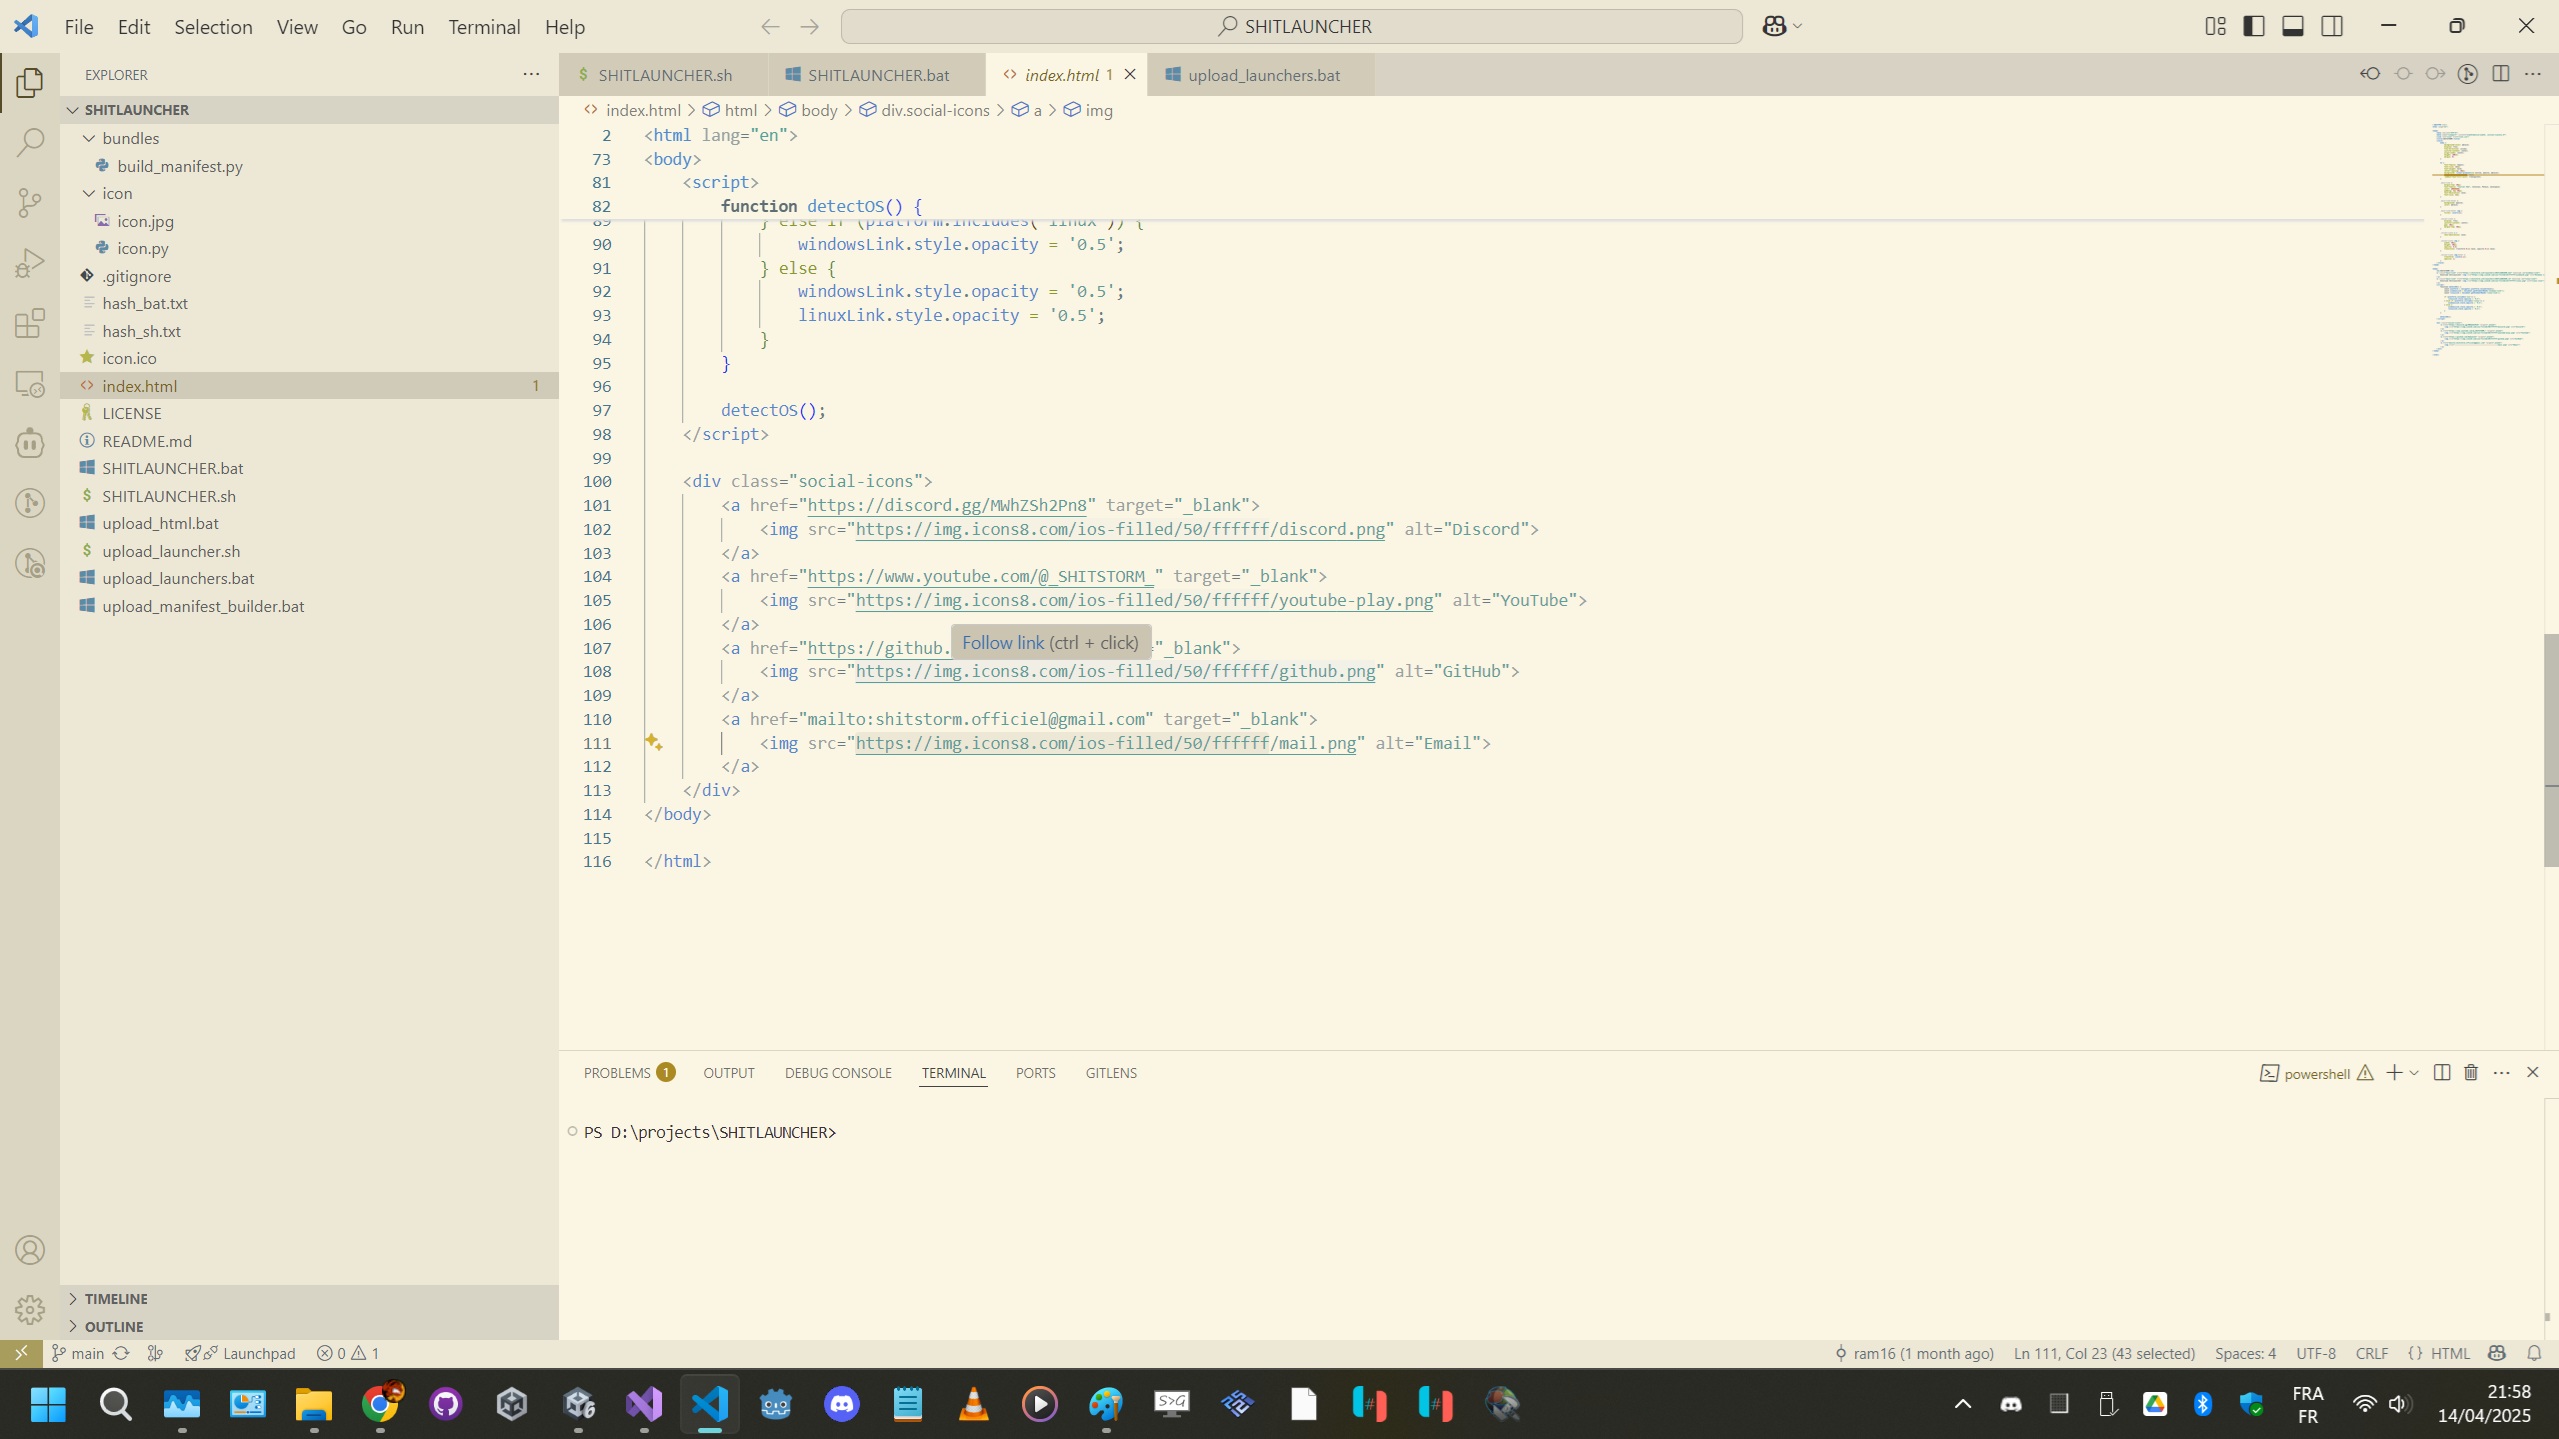 File Edit Selection View Go Run Terminal Help
SHITLAUNCHER
EXPLORER
SHITLAUNCHER
bundles
build_manifest.py
icon
icon.jpg
icon.py
.gitignore
hash_bat.txt
hash_sh.txt
icon.ico
index.html 1
LICENSE
README.md
SHITLAUNCHER.bat
SHITLAUNCHER.sh
upload_html.bat
upload_launcher.sh
upload_launchers.bat
upload_manifest_builder.bat
TIMELINE
OUTLINE
SHITLAUNCHER.sh SHITLAUNCHER.bat index.html 1 upload_launchers.bat
index.html > html > body > div.social-icons > a > img
2 <html lang="en">
73 <body>
81 <script>
82 function detectOS() {
89 } else if (platform.includes('linux')) {
90 windowsLink.style.opacity = '0.5';
91 } else {
92 windowsLink.style.opacity = '0.5';
93 linuxLink.style.opacity = '0.5';
94 }
95 }
96
97 detectOS();
98 </script>
99
100 <div class="social-icons">
101 <a href="https://discord.gg/MWhZSh2Pn8" target="_blank">
102 <img src="https://img.icons8.com/ios-filled/50/ffffff/discord.png" alt="Discord">
103 </a>
104 <a href="https://www.youtube.com/@_SHITSTORM_" target="_blank">
105 <img src="https://img.icons8.com/ios-filled/50/ffffff/youtube-play.png" alt="YouTube">
106 </a>
Follow link (ctrl + click)
107 <a href="https://github. ="_blank">
108 <img src="https://img.icons8.com/ios-filled/50/ffffff/github.png" alt="GitHub">
109 </a>
110 <a href="mailto:shitstorm.officiel@gmail.com" target="_blank">
111 <img src="https://img.icons8.com/ios-filled/50/ffffff/mail.png" alt="Email">
112 </a>
113 </div>
114 </body>
115
116 </html>
PROBLEMS 1 OUTPUT DEBUG CONSOLE TERMINAL PORTS GITLENS
powershell
PS D:\projects\SHITLAUNCHER>
main Launchpad 0 1
ram16 (1 month ago) Ln 111, Col 23 (43 selected) Spaces: 4 UTF-8 CRLF {} HTML
S>G
FRA
FR
21:58
14/04/2025